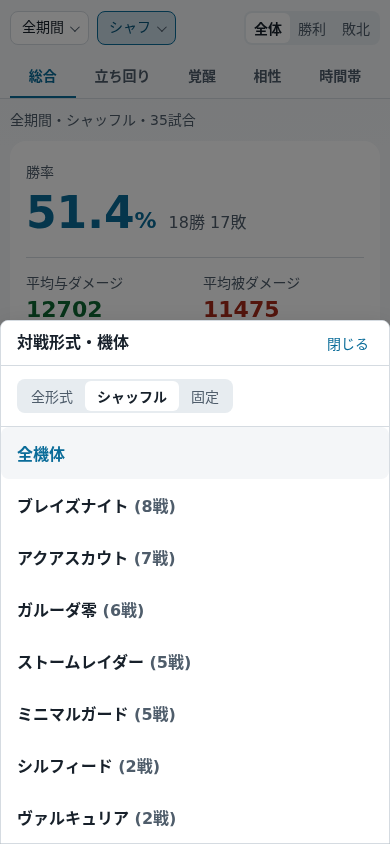 全期間 シャフ 全体 勝利 敗北
総合 立ち回り 覚醒 相性 時間帯
全期間・シャッフル・35試合
勝率
51.4% 18勝 17敗
平均与ダメージ 平均被ダメージ
12702 11475
対戦形式・機体 閉じる
全形式 シャッフル 固定
全機体
ブレイズナイト (8戦)
アクアスカウト (7戦)
ガルーダ零 (6戦)
ストームレイダー (5戦)
ミニマルガード (5戦)
シルフィード (2戦)
ヴァルキュリア (2戦)